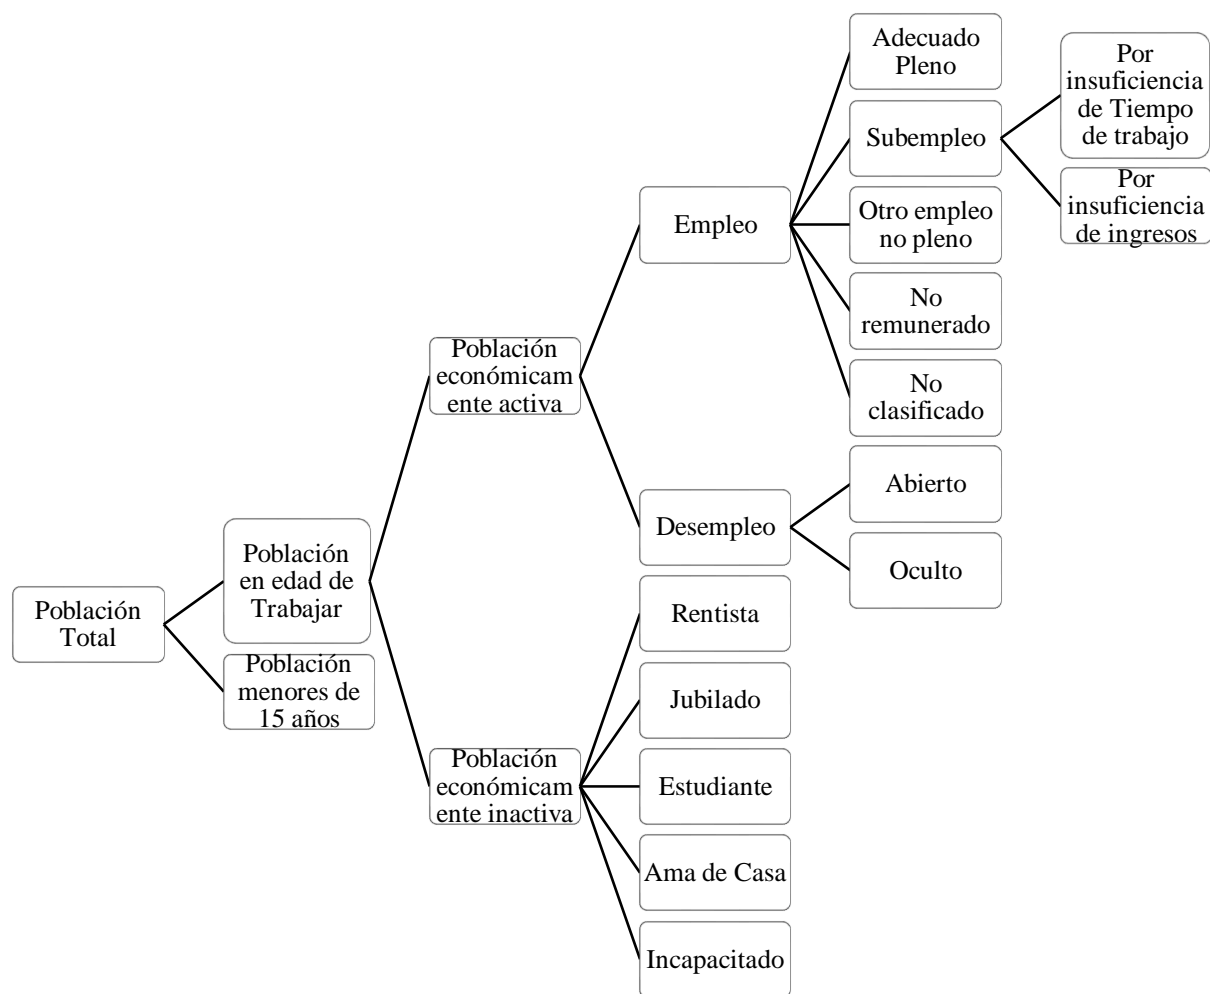 Población
Total
Población
en edad de
Trabajar
Población
menores de
15 años
Población
económicam
ente activa
Población
económicam
ente inactiva
Empleo
Desempleo
Rentista
Jubilado
Estudiante
Ama de Casa
Incapacitado
Adecuado
Pleno
Subempleo
Otro empleo
no pleno
No
remunerado
No
clasificado
Abierto
Oculto
Por
insuficiencia
de Tiempo
de trabajo
Por
insuficiencia
de ingresos